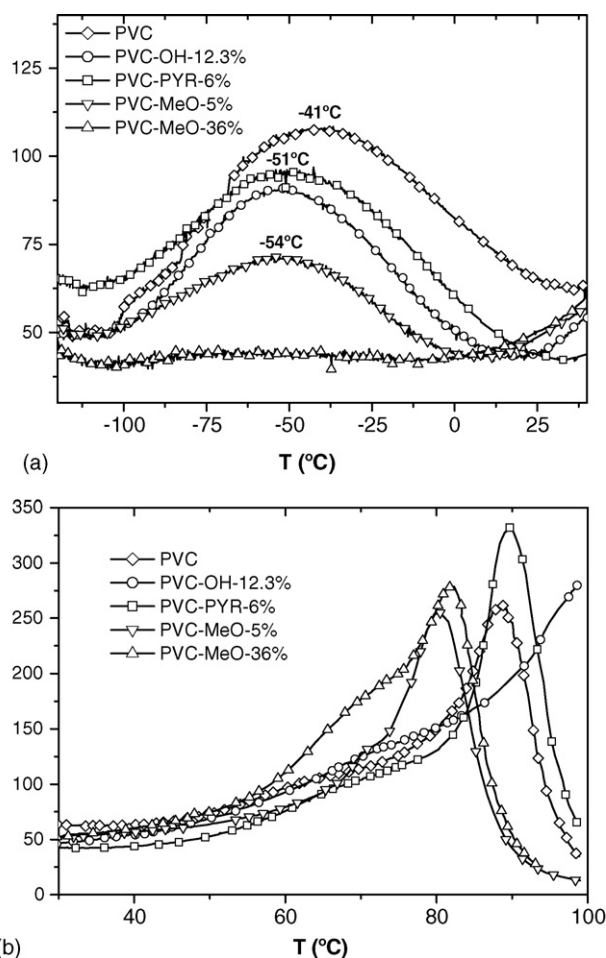 125
100
75
50
PVC
PVC-OH-12.3%
PVC-PYR-6%
PVC-MeO-5%
PVC-MeO-36%
-41ºC
-51ºC
-54ºC
-100 -75 -50 -25 0 25
(a)
T (ºC)
350
300
250
200
150
100
50
0
PVC
PVC-OH-12.3%
PVC-PYR-6%
PVC-MeO-5%
PVC-MeO-36%
40 60 80 100
(b)
T (ºC)